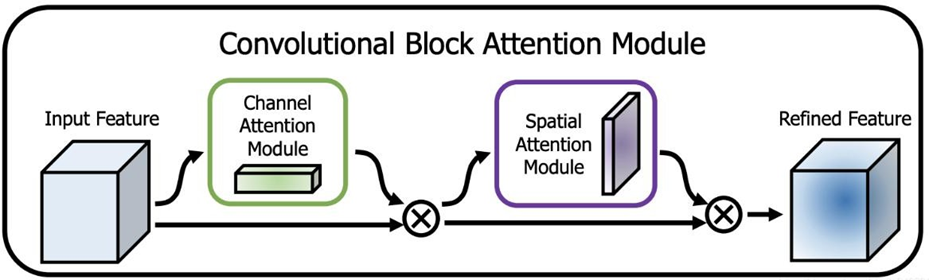 Convolutional Block Attention Module
Input Feature
Channel
Attention
Module
Spatial
Attention
Module
Refined Feature